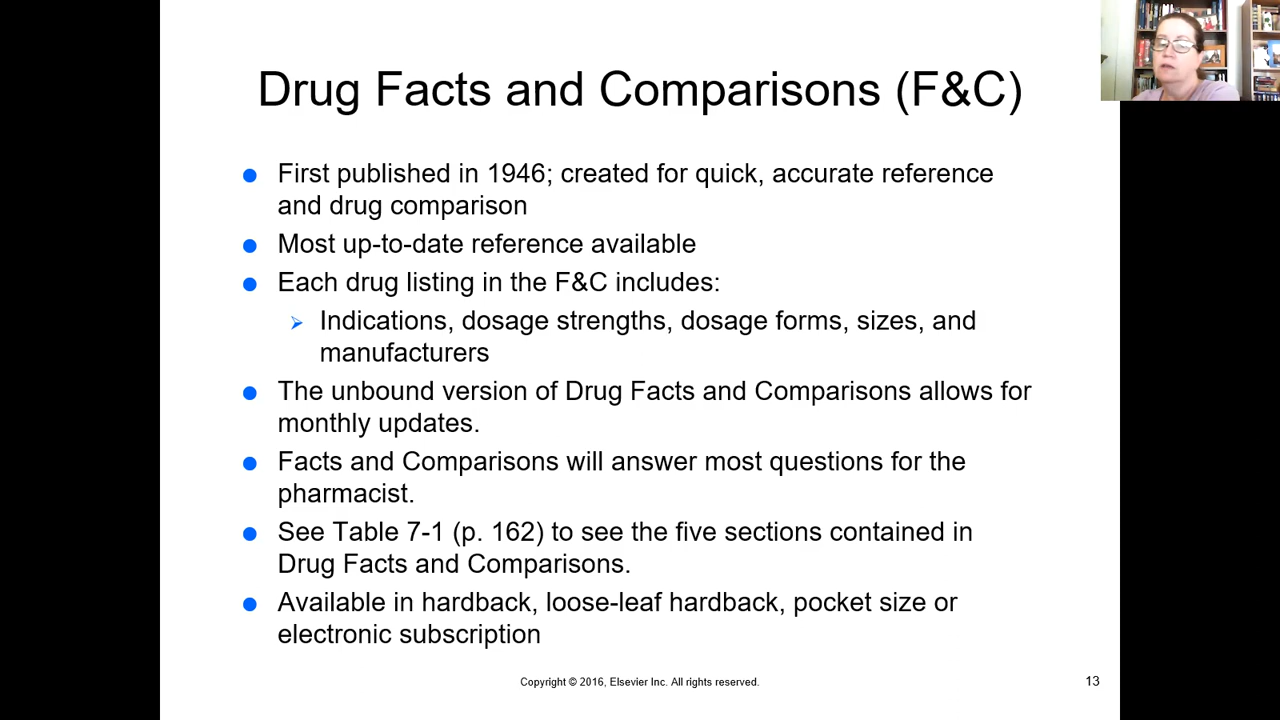 Drug Facts and Comparisons (F&C)
First published in 1946; created for quick, accurate reference
and drug comparison
Most up-to-date reference available
Each drug listing in the F&C includes:
Indications, dosage strengths, dosage forms, sizes, and
manufacturers
The unbound version of Drug Facts and Comparisons allows for
monthly updates.
Facts and Comparisons will answer most questions for the
pharmacist.
See Table 7-1 (p. 162) to see the five sections contained in
Drug Facts and Comparisons.
Available in hardback, loose-leaf hardback, pocket size or
electronic subscription
Copyright © 2016, Elsevier Inc. All rights reserved.
13